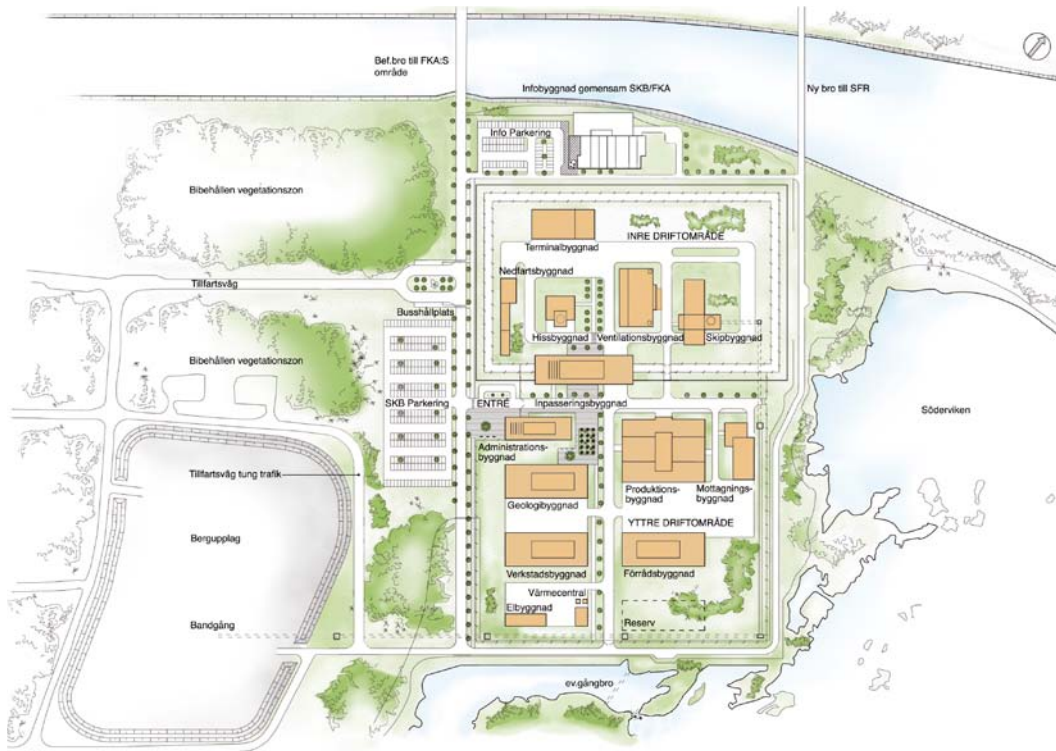 Bef.bro till FKA:S
område
Infobyggnad gemensam SKB/FKA
Ny bro till SFR
Info Parkering
Bibehållen vegetationszon
Terminalbyggnad
INRE DRIFTOMRÅDE
Nedfartsbyggnad
Tillfartsväg
Busshållplats
Hissbyggnad
Ventilationsbyggnad
Skipbyggnad
Bibehållen vegetationszon
SKB Parkering
ENTRÉ
Inpasseringsbyggnad
Söderviken
Administrations-
byggnad
Tillfartsväg tung trafik
Geologibyggnad
Produktions-
byggnad
Mottagnings-
byggnad
YTTRE DRIFTOMRÅDE
Bergupplag
Verkstadsbyggnad
Förrådsbyggnad
Värmecentral
Elbyggnad
Bandgång
Reserv
ev.gångbro